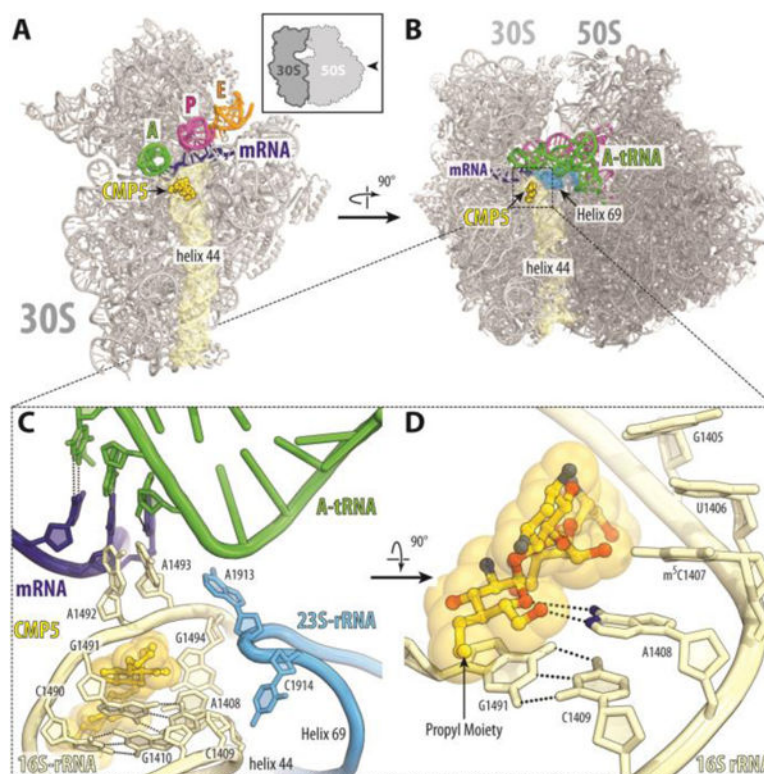 A
30S
50S
E
P
A
mRNA
CMP5
helix 44
30S
90°
B
30S 50S
A-tRNA
mRNA
CMP5
Helix 69
helix 44
C
A-tRNA
mRNA
A1493
A1913
A1492
CMP5
23S-rRNA
G1491
G1494
C1490
C1914
A1408
16S-rRNA
G1410
C1409
Helix 69
helix 44
90°
D
G1405
U1406
m⁵C1407
A1408
G1491
C1409
Propyl Moiety
16S rRNA